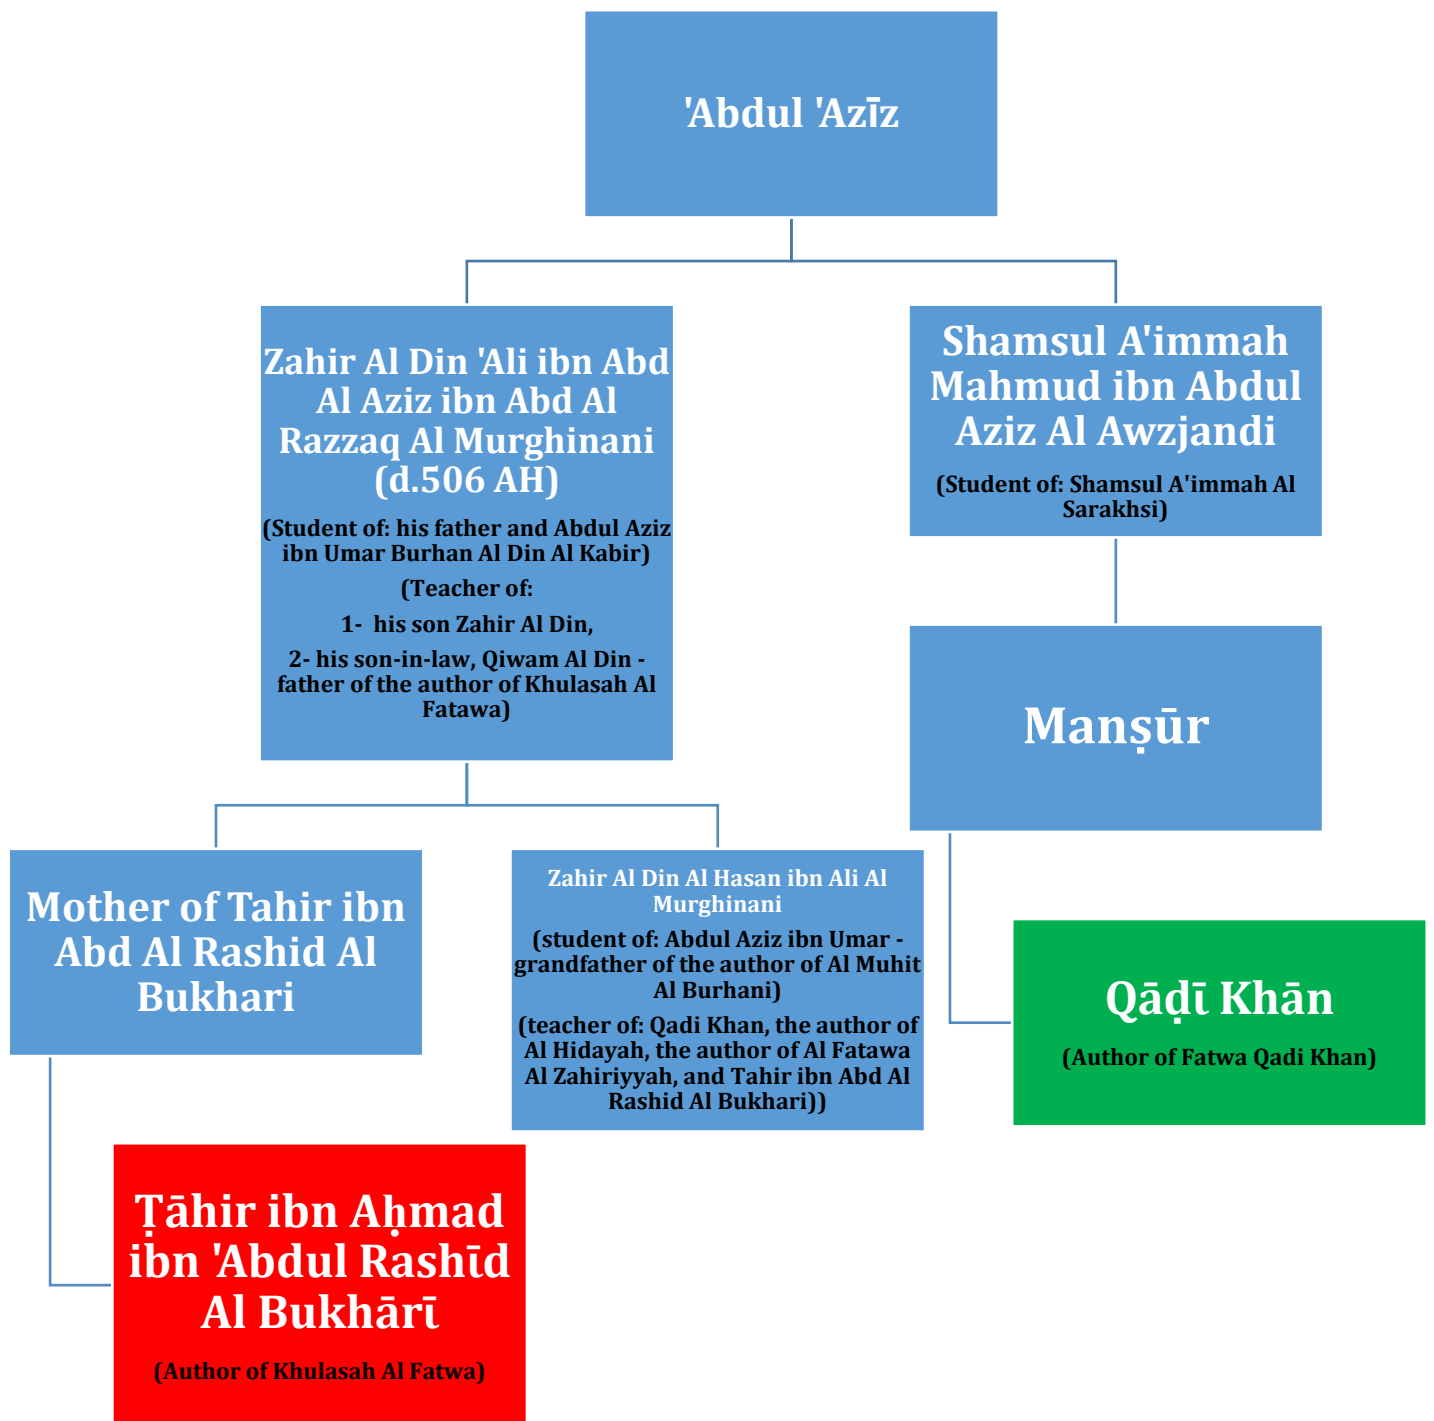 'Abdul 'Azīz
Zahir Al Din 'Ali ibn Abd
Al Aziz ibn Abd Al
Razzaq Al Murghinani
(d.506 AH)
(Student of: his father and Abdul Aziz
ibn Umar Burhan Al Din Al Kabir)
(Teacher of:
1- his son Zahir Al Din,
2- his son-in-law, Qiwam Al Din -
father of the author of Khulasah Al
Fatawa)
Shamsul A'immah
Mahmud ibn Abdul
Aziz Al Awzjandi
(Student of: Shamsul A'immah Al
Sarakhsi)
Manṣūr
Mother of Tahir ibn
Abd Al Rashid Al
Bukhari
Zahir Al Din Al Hasan ibn Ali Al
Murghinani
(student of: Abdul Aziz ibn Umar -
grandfather of the author of Al Muhit
Al Burhani)
(teacher of: Qadi Khan, the author of
Al Hidayah, the author of Al Fatawa
Al Zahiriyyah, and Tahir ibn Abd Al
Rashid Al Bukhari))
Qāḍī Khān
(Author of Fatwa Qadi Khan)
Ṭāhir ibn Aḥmad
ibn 'Abdul Rashīd
Al Bukhārī
(Author of Khulasah Al Fatwa)